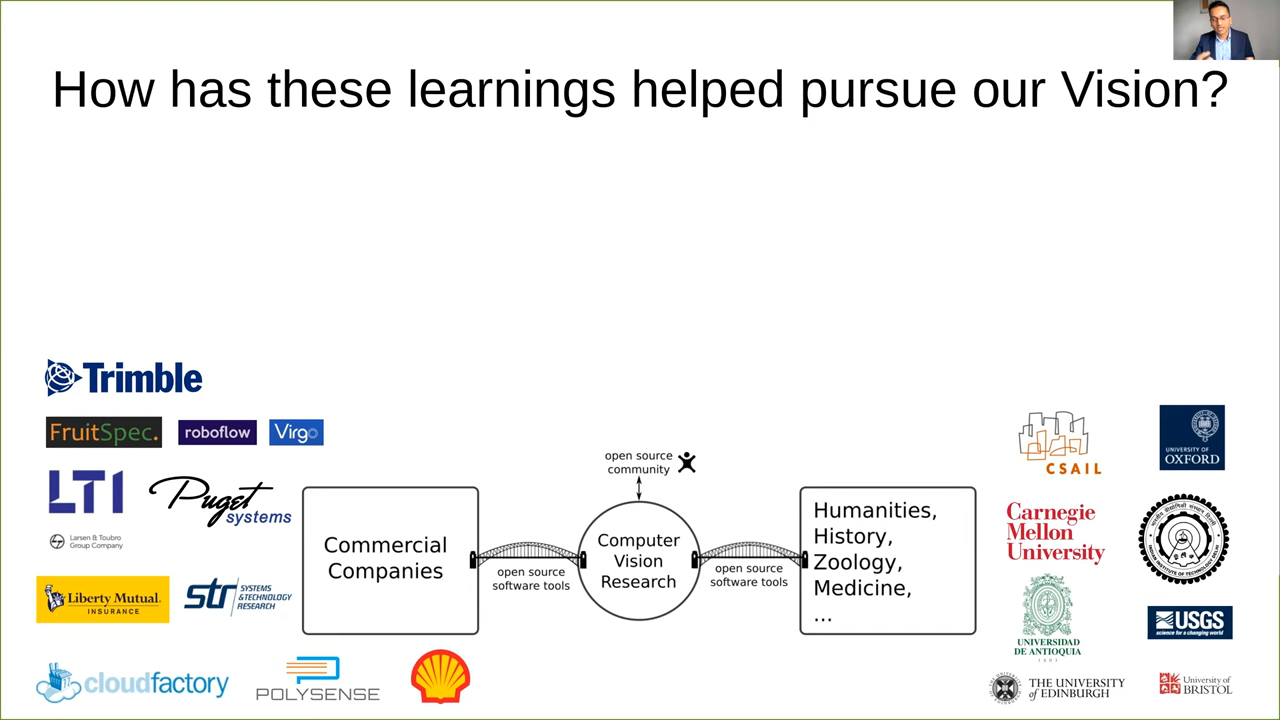 How has these learnings helped pursue our Vision?
Trimble
FruitSpec.
roboflow
Virgo
LTI
Puget
systems
Larsen & Toubro
Group Company
Liberty Mutual.
INSURANCE
str
SYSTEMS
& TECHNOLOGY
RESEARCH
cloudfactory
POLYSENSE
Commercial
Companies
open source
software tools
open source
community
Computer
Vision
Research
open source
software tools
Humanities,
History,
Zoology,
Medicine,
...
CSAIL
UNIVERSITY OF
OXFORD
Carnegie
Mellon
University
UNIVERSIDAD
DE ANTIOQUIA
1803
USGS
science for a changing world
THE UNIVERSITY
of EDINBURGH
University of
BRISTOL